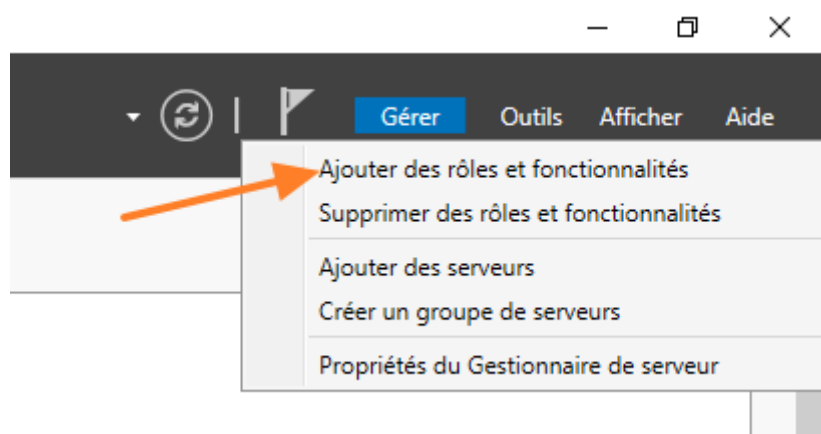 Gérer Outils Afficher Aide
Ajouter des rôles et fonctionnalités
Supprimer des rôles et fonctionnalités
Ajouter des serveurs
Créer un groupe de serveurs
Propriétés du Gestionnaire de serveur